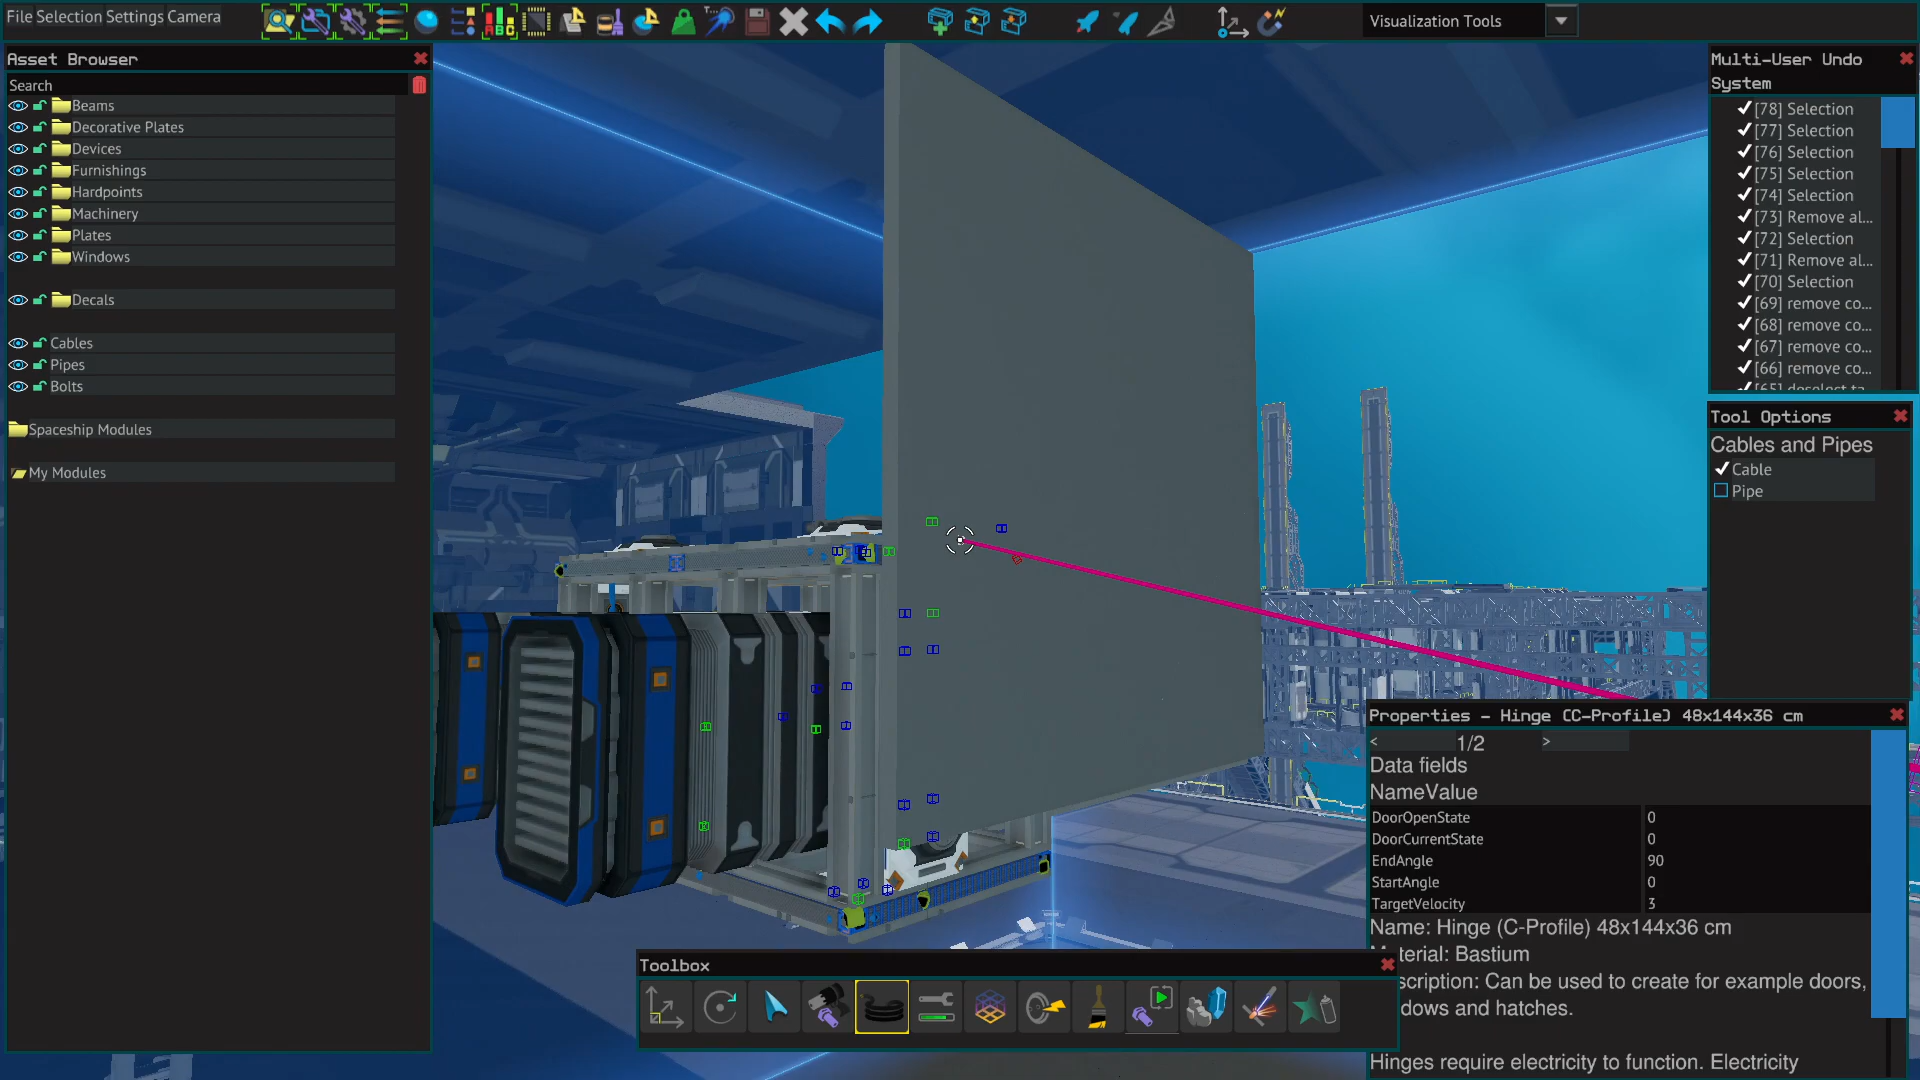 File Selection Settings Camera
Visualization Tools
Asset Browser
Search
Beams
Decorative Plates
Devices
Furnishings
Hardpoints
Machinery
Plates
Windows
Decals
Cables
Pipes
Bolts
Spaceship Modules
My Modules
Multi-User Undo
System
[78] Selection
[77] Selection
[76] Selection
[75] Selection
[74] Selection
[73] Remove al...
[72] Selection
[71] Remove al...
[70] Selection
[69] remove co...
[68] remove co...
[67] remove co...
[66] remove co...
[65] deselect ta...
Tool Options
Cables and Pipes
Cable
Pipe
Properties - Hinge (C-Profile) 48x144x36 cm
< 1/2 >
Data fields
NameValue
DoorOpenState 0
DoorCurrentState 0
EndAngle 90
StartAngle 0
TargetVelocity 3
Name: Hinge (C-Profile) 48x144x36 cm
terial: Bastium
scription: Can be used to create for example doors,
dows and hatches.
Hinges require electricity to function. Electricity
Toolbox
ABC